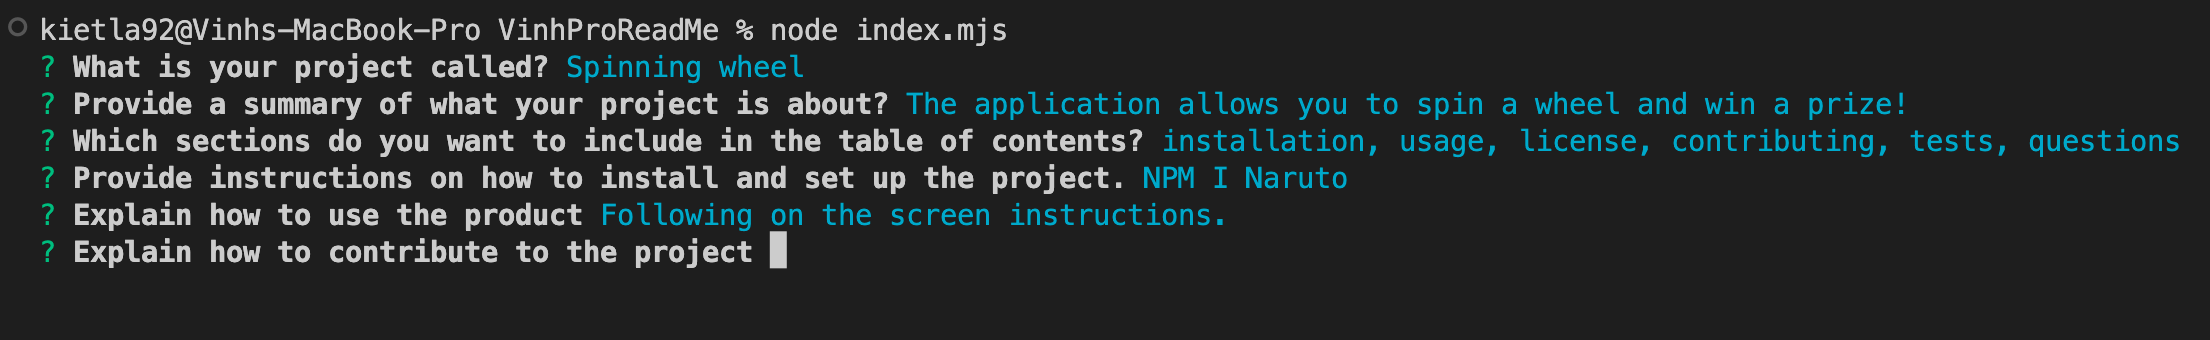 kietla92@Vinhs-MacBook-Pro VinhProReadMe % node index.mjs
? What is your project called? Spinning wheel
? Provide a summary of what your project is about? The application allows you to spin a wheel and win a prize!
? Which sections do you want to include in the table of contents? installation, usage, license, contributing, tests, questions
? Provide instructions on how to install and set up the project. NPM I Naruto
? Explain how to use the product Following on the screen instructions.
? Explain how to contribute to the project